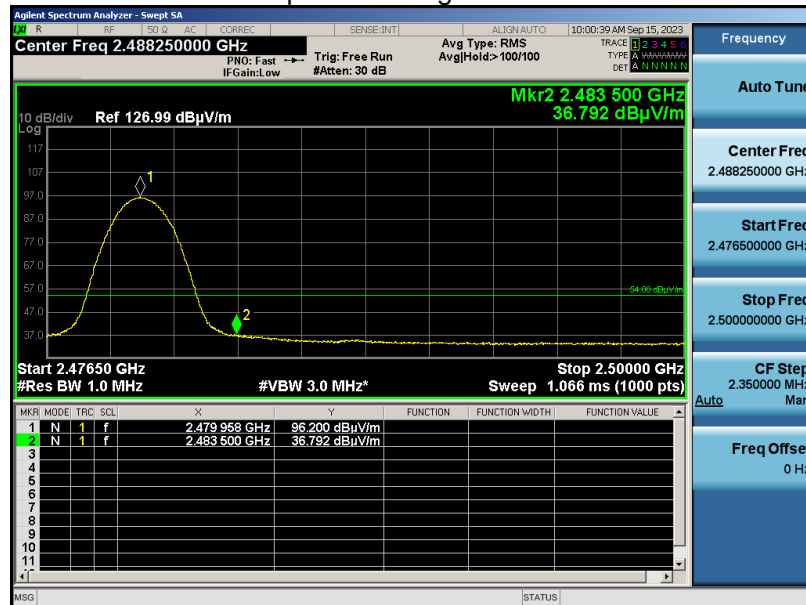 Agilent Spectrum Analyzer - Swept SA
LXI R RF 50 Ω AC CORREC SENSE:INT ALIGN AUTO 10:00:39 AM Sep 15, 2023
Center Freq 2.488250000 GHz
PNO: Fast
IFGain:Low
Trig: Free Run
#Atten: 30 dB
Avg Type: RMS
Avg|Hold:> 100/100
TRACE 1 2 3 4 5 6
TYPE A WWWWW
DET A N N N N N
Mkr2 2.483 500 GHz
36.792 dBµV/m
10 dB/div Ref 126.99 dBµV/m
Log
117
107
97.0
87.0
77.0
67.0
57.0
47.0
37.0
1
2
54.00 dBµV/m
Start 2.47650 GHz Stop 2.50000 GHz
#Res BW 1.0 MHz #VBW 3.0 MHz* Sweep 1.066 ms (1000 pts)
MKR MODE TRC SCL X Y FUNCTION FUNCTION WIDTH FUNCTION VALUE
1 N 1 f 2.479 958 GHz 96.200 dBµV/m
2 N 1 f 2.483 500 GHz 36.792 dBµV/m
3
4
5
6
7
8
9
10
11
MSG STATUS
Frequency
Auto Tune
Center Freq
2.488250000 GHz
Start Freq
2.476500000 GHz
Stop Freq
2.500000000 GHz
CF Step
2.350000 MHz
Auto Man
Freq Offset
0 Hz